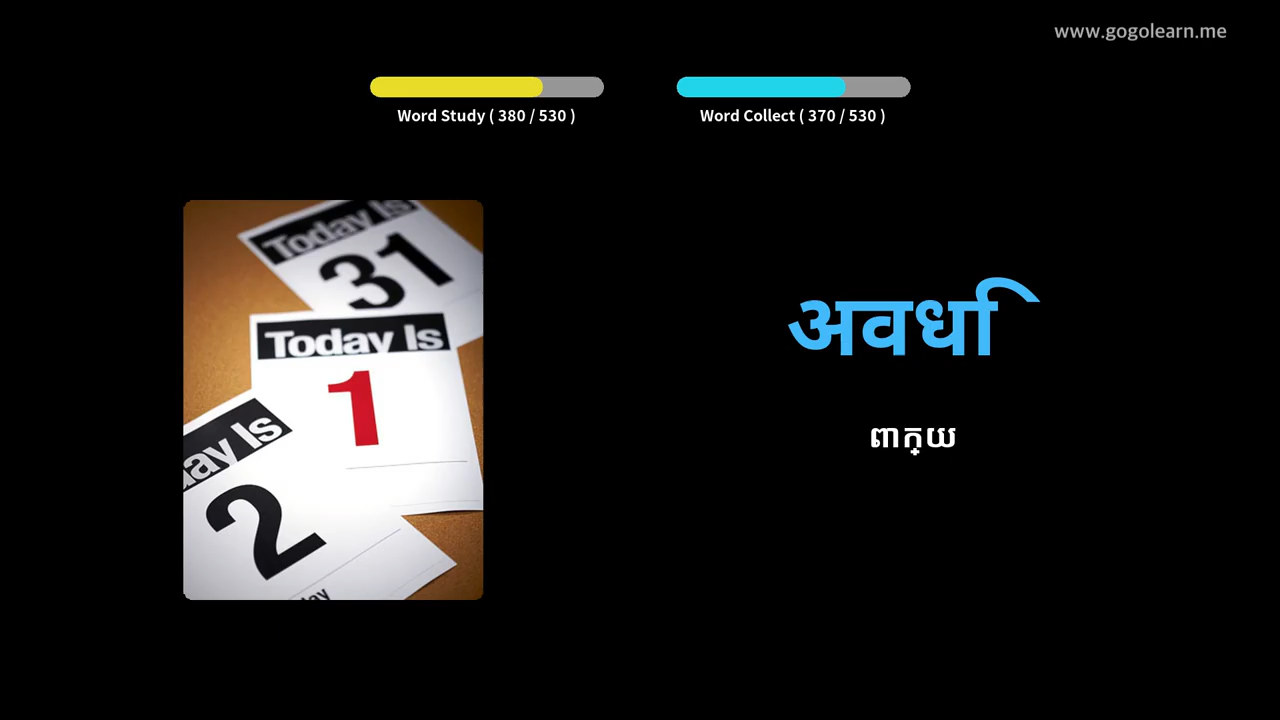 www.gogolearn.me
Word Study ( 380 / 530 )
Word Collect ( 370 / 530 )
Today Is
31
Today Is
1
ay Is
2
अवधि
ពាក្យ